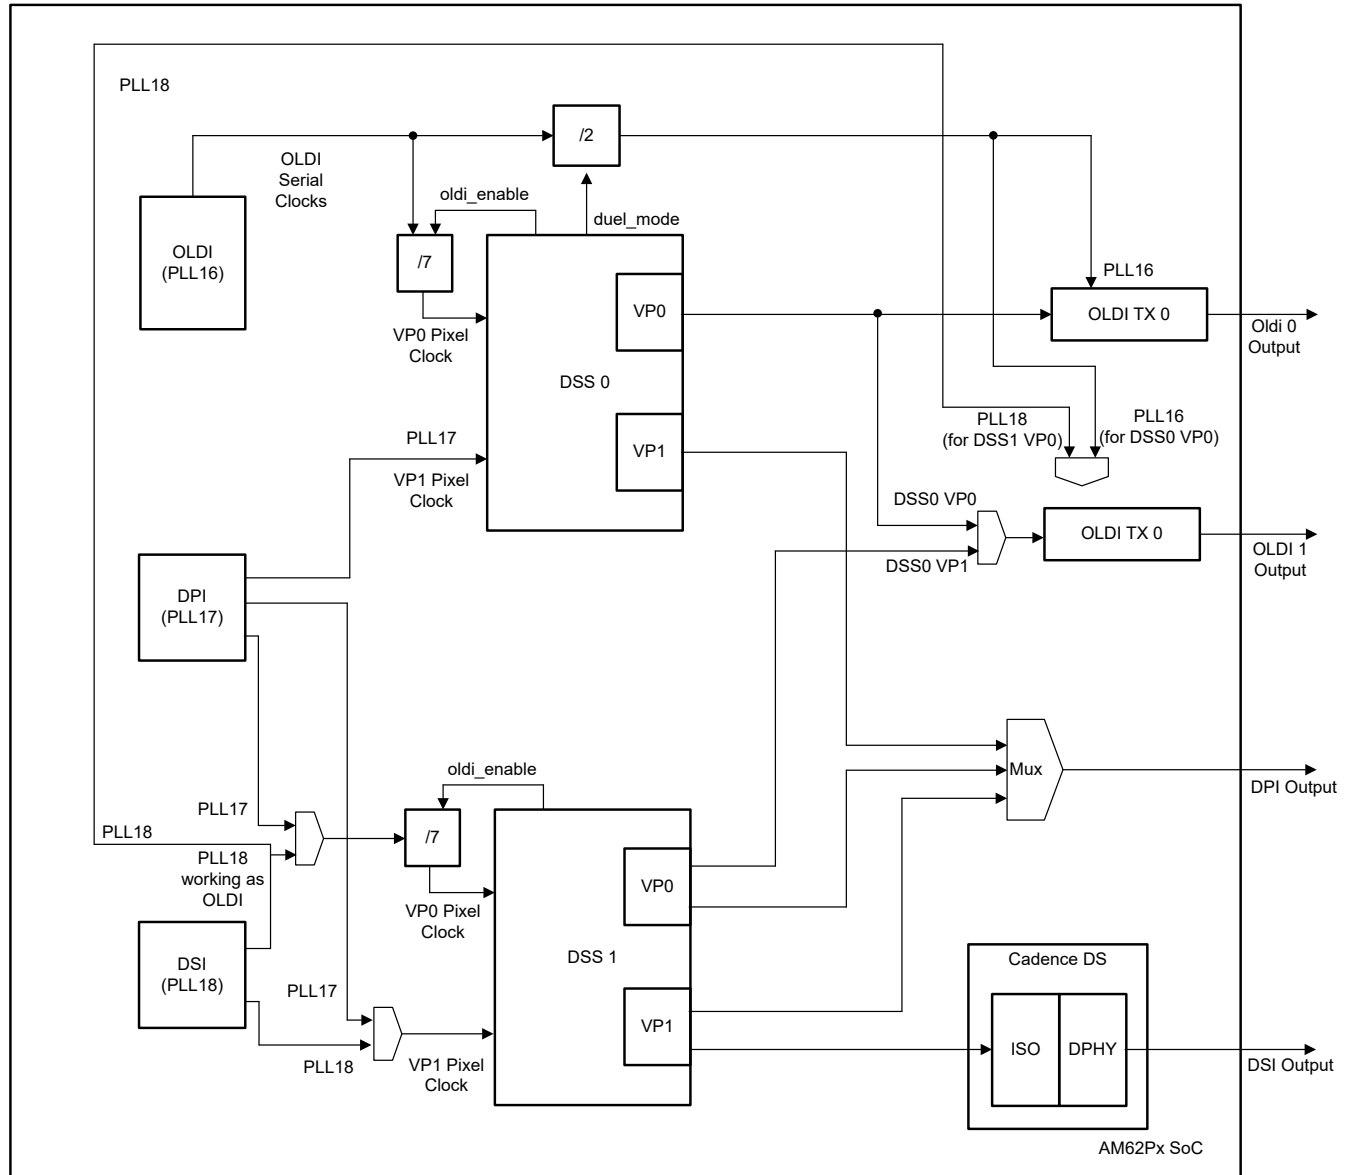 PLL18
/2
OLDI
Serial
Clocks
oldi_enable
duel_mode
OLDI
(PLL16)
/7
PLL16
VP0
OLDI TX 0
VP0 Pixel
Clock
Oldi 0
Output
DSS 0
PLL18
(for DSS1 VP0)
PLL16
(for DSS0 VP0)
PLL17
VP1
VP1 Pixel
Clock
DSS0 VP0
OLDI TX 0
DSS0 VP1
OLDI 1
Output
DPI
(PLL17)
oldi_enable
Mux
DPI Output
PLL17
PLL18
/7
PLL18
working as
OLDI
VP0
VP0 Pixel
Clock
DSI
(PLL18)
DSS 1
Cadence DS
PLL17
VP1
ISO
DPHY
PLL18
VP1 Pixel
Clock
DSI Output
AM62Px SoC